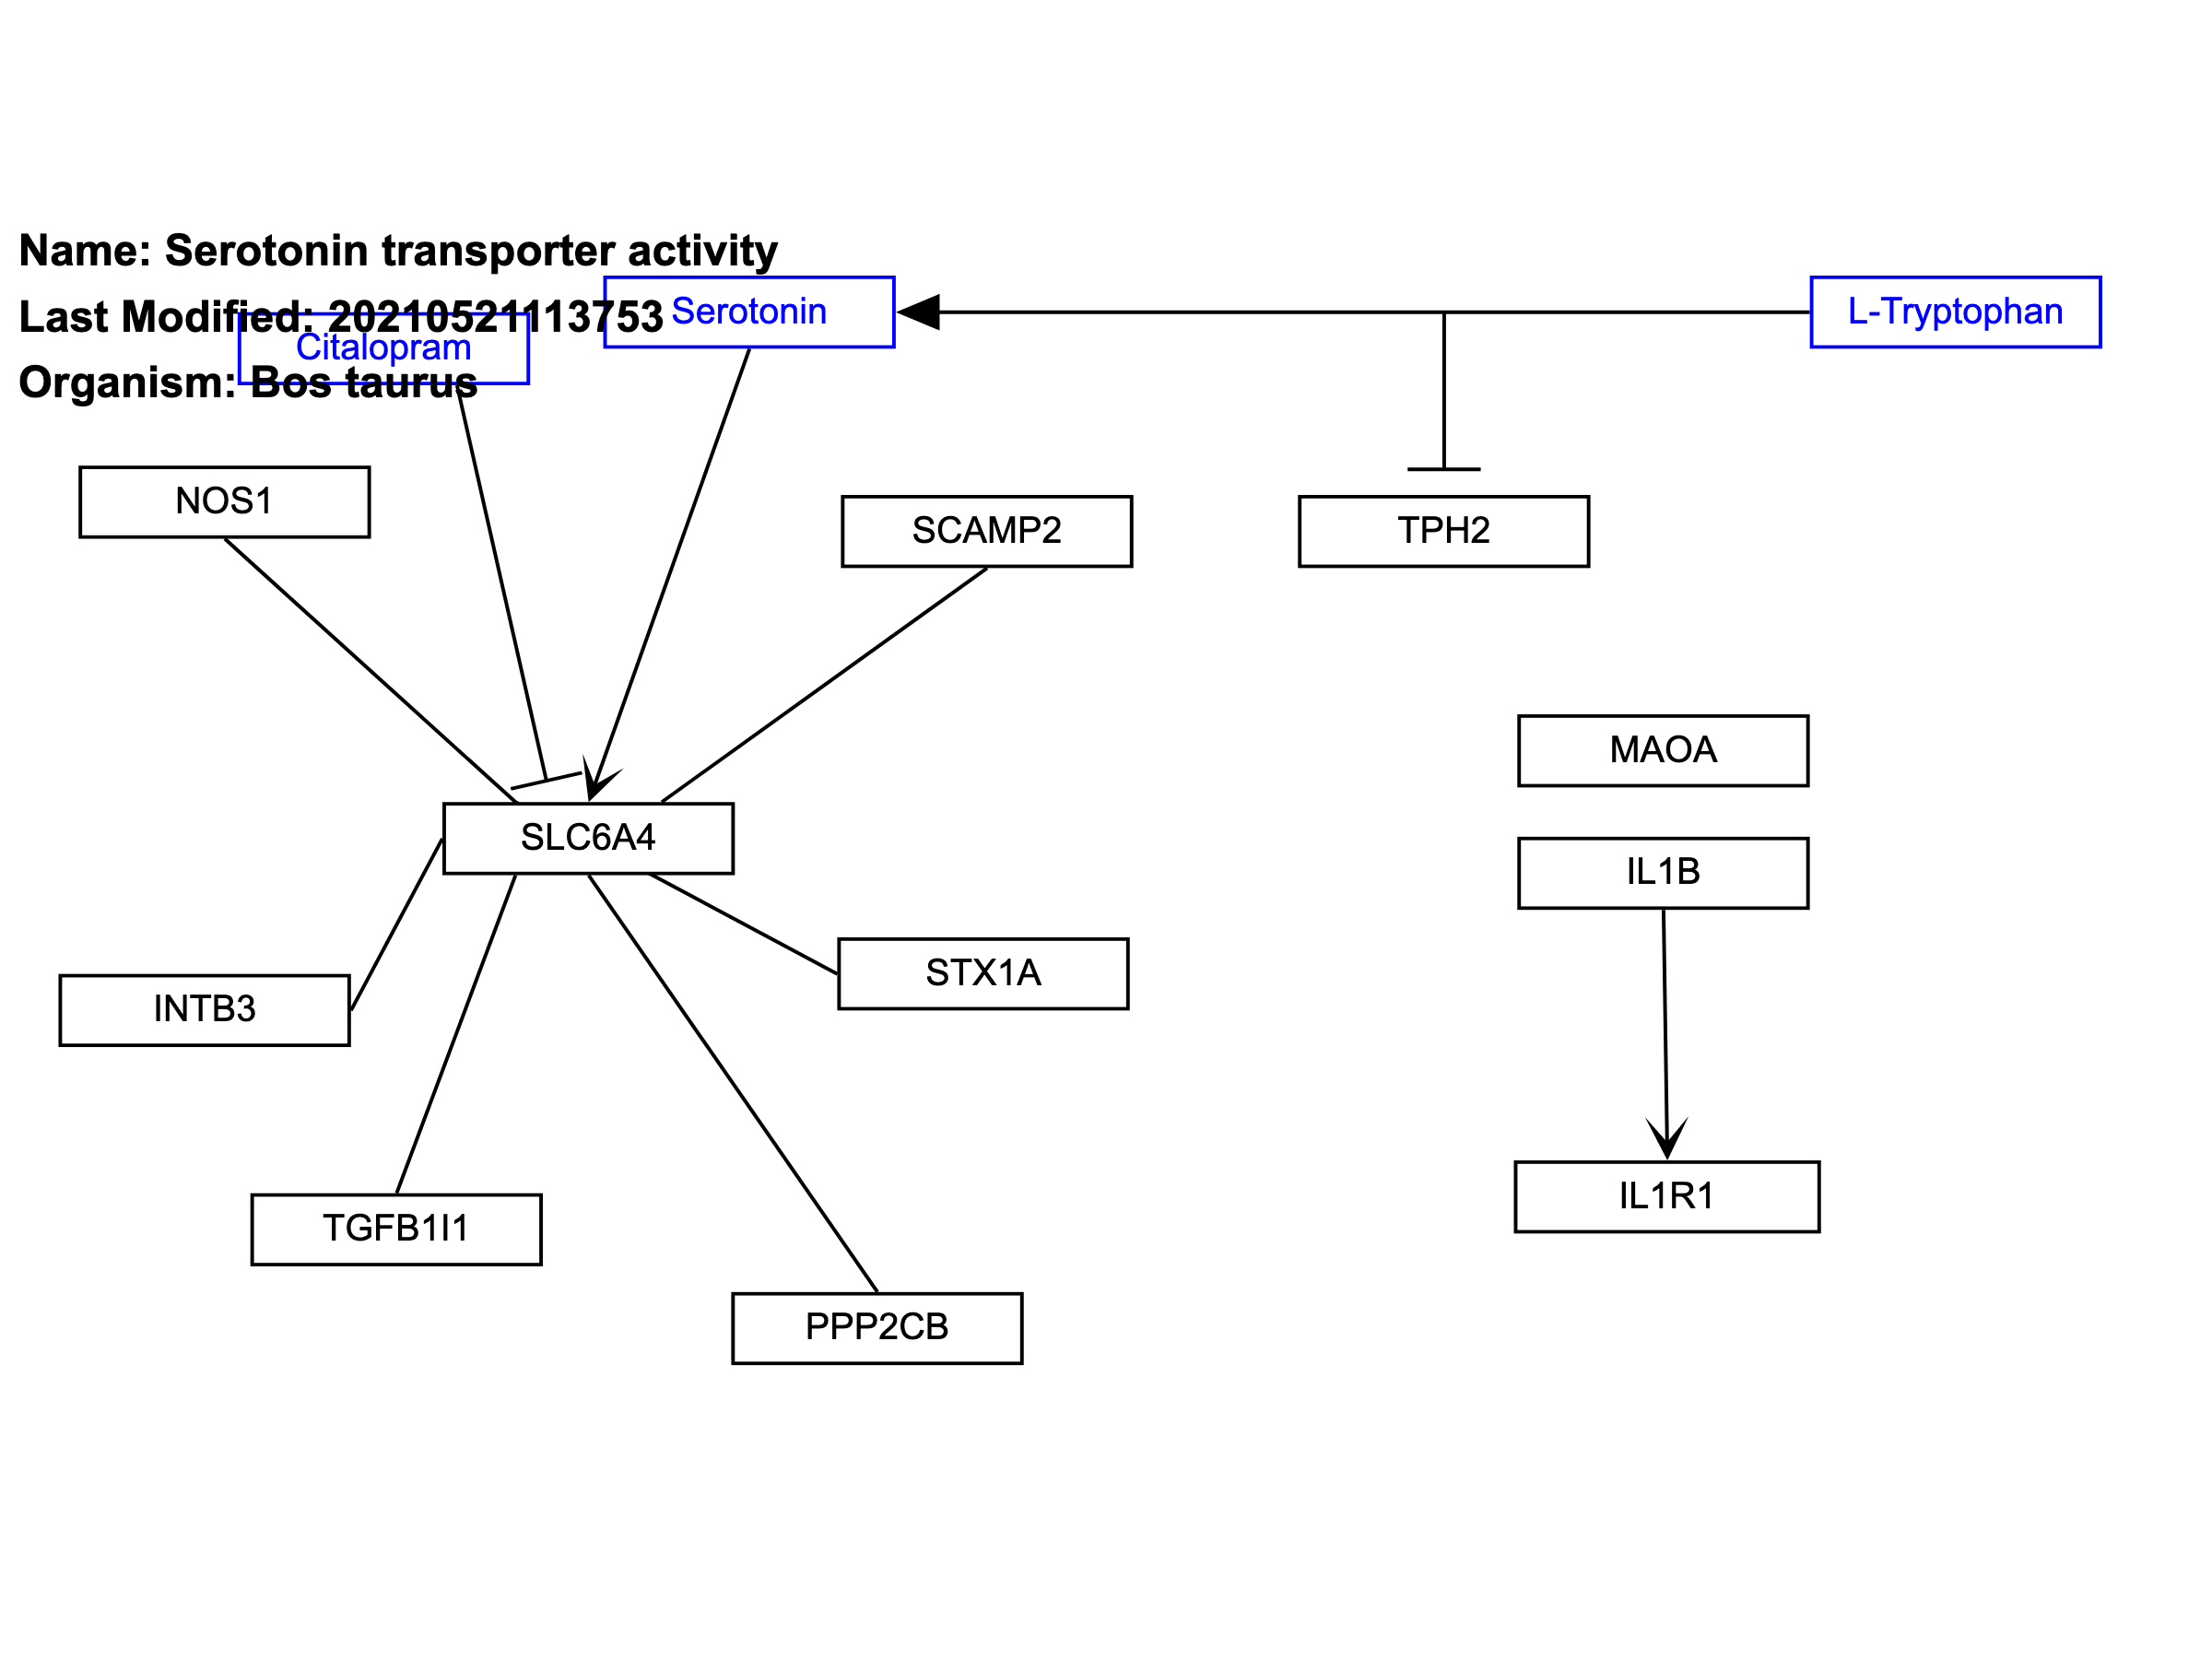 Name: Serotonin transporter activity
Last Modified: 20210521113753
Serotonin
L-Tryptophan
Citalopram
Organism: Bos taurus
NOS1
SCAMP2
TPH2
MAOA
SLC6A4
IL1B
STX1A
INTB3
IL1R1
TGFB1I1
PPP2CB